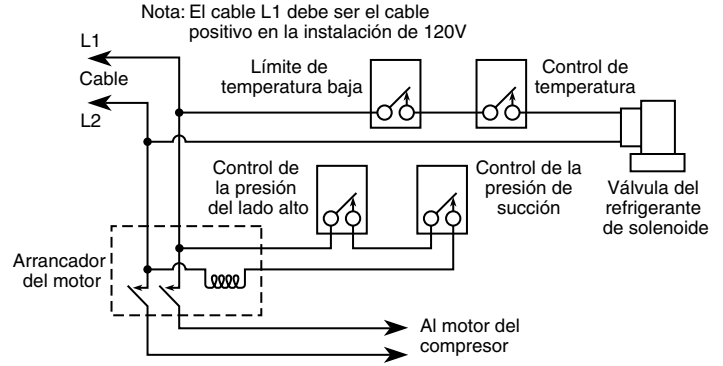 Nota: El cable L1 debe ser el cable
positivo en la instalación de 120V
L1
Cable
L2
Límite de
temperatura baja
Control de
temperatura
Control de
la presión
del lado alto
Control de la
presión de
succión
Válvula del
refrigerante
de solenoide
Arrancador
del motor
Al motor del
compresor